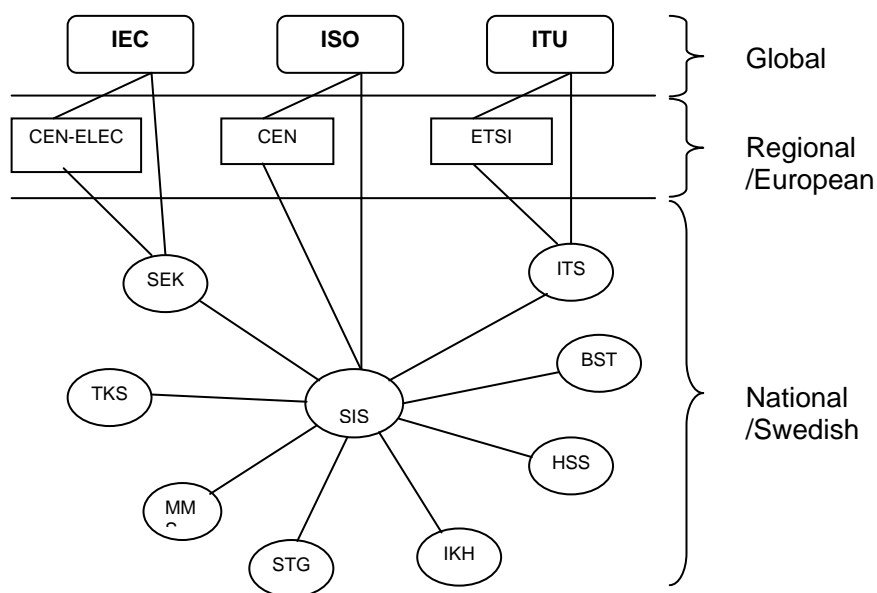 IEC
ISO
ITU
Global
CEN-ELEC
CEN
ETSI
Regional
/European
SEK
ITS
BST
TKS
SIS
National
/Swedish
HSS
MM
IKH
STG